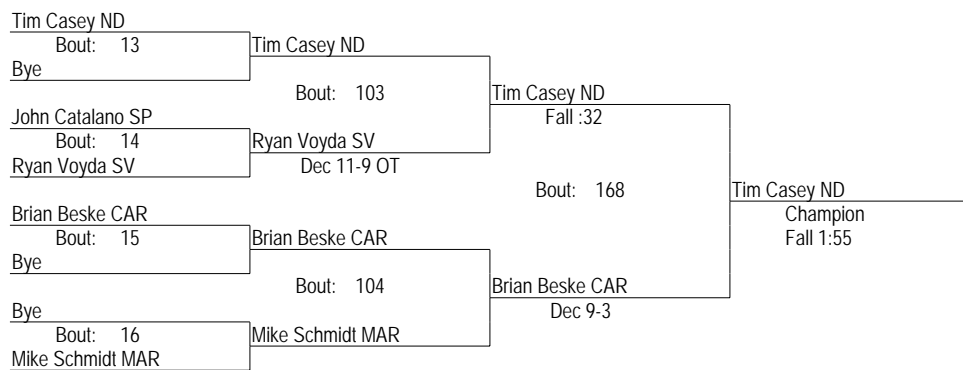 Tim Casey ND
Bout: 13
Tim Casey ND
Bye
Bout: 103
Tim Casey ND
John Catalano SP
Fall :32
Bout: 14
Ryan Voyda SV
Ryan Voyda SV
Dec 11-9 OT
Bout: 168
Tim Casey ND
Brian Beske CAR
Champion
Bout: 15
Brian Beske CAR
Fall 1:55
Bye
Bout: 104
Brian Beske CAR
Bye
Dec 9-3
Bout: 16
Mike Schmidt MAR
Mike Schmidt MAR